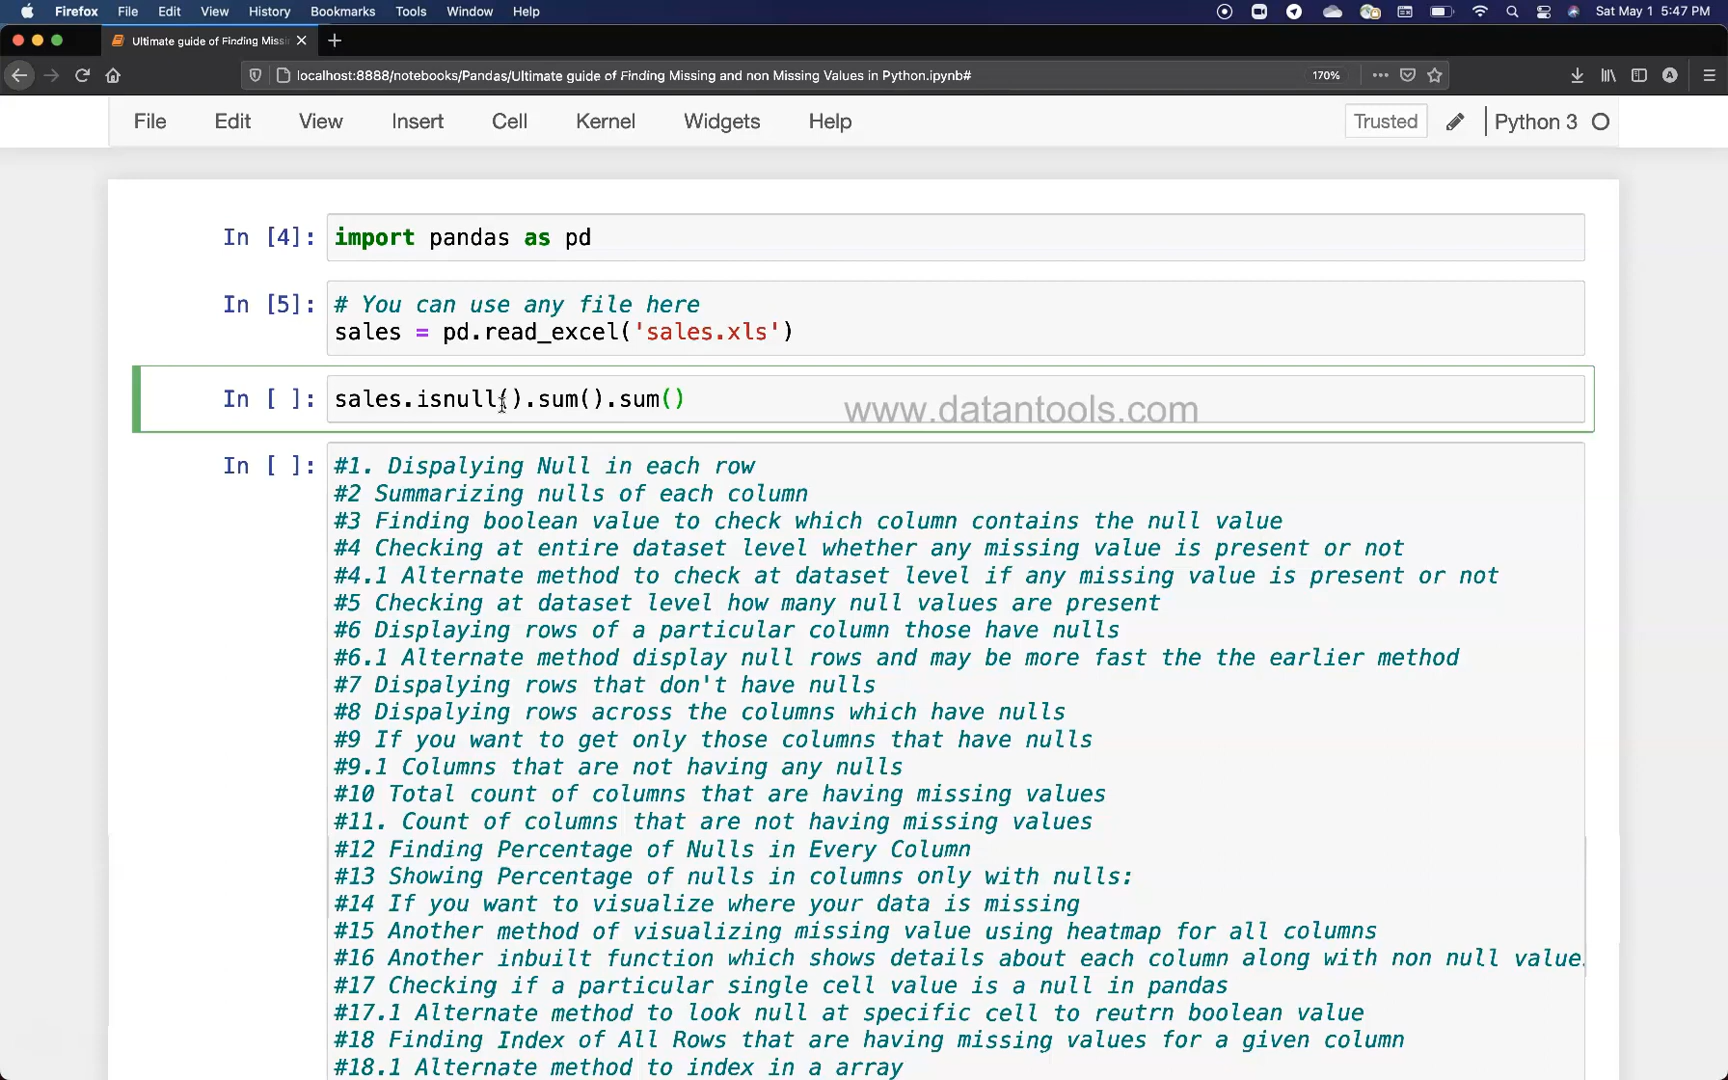 Firefox File Edit View History Bookmarks Tools Window Help Sat May 1 5:47 PM
Ultimate guide of Finding Missi
localhost:8888/notebooks/Pandas/Ultimate guide of Finding Missing and non Missing Values in Python.ipynb# 170%
File Edit View Insert Cell Kernel Widgets Help Trusted Python 3
In [4]: import pandas as pd
In [5]: # You can use any file here
sales = pd.read_excel('sales.xls')
In [ ]: sales.isnull().sum().sum()
www.datantools.com
In [ ]: #1. Dispalying Null in each row
#2 Summarizing nulls of each column
#3 Finding boolean value to check which column contains the null value
#4 Checking at entire dataset level whether any missing value is present or not
#4.1 Alternate method to check at dataset level if any missing value is present or not
#5 Checking at dataset level how many null values are present
#6 Displaying rows of a particular column those have nulls
#6.1 Alternate method display null rows and may be more fast the the earlier method
#7 Dispalying rows that don't have nulls
#8 Dispalying rows across the columns which have nulls
#9 If you want to get only those columns that have nulls
#9.1 Columns that are not having any nulls
#10 Total count of columns that are having missing values
#11. Count of columns that are not having missing values
#12 Finding Percentage of Nulls in Every Column
#13 Showing Percentage of nulls in columns only with nulls:
#14 If you want to visualize where your data is missing
#15 Another method of visualizing missing value using heatmap for all columns
#16 Another inbuilt function which shows details about each column along with non null value
#17 Checking if a particular single cell value is a null in pandas
#17.1 Alternate method to look null at specific cell to reutrn boolean value
#18 Finding Index of All Rows that are having missing values for a given column
#18.1 Alternate method to index in a array